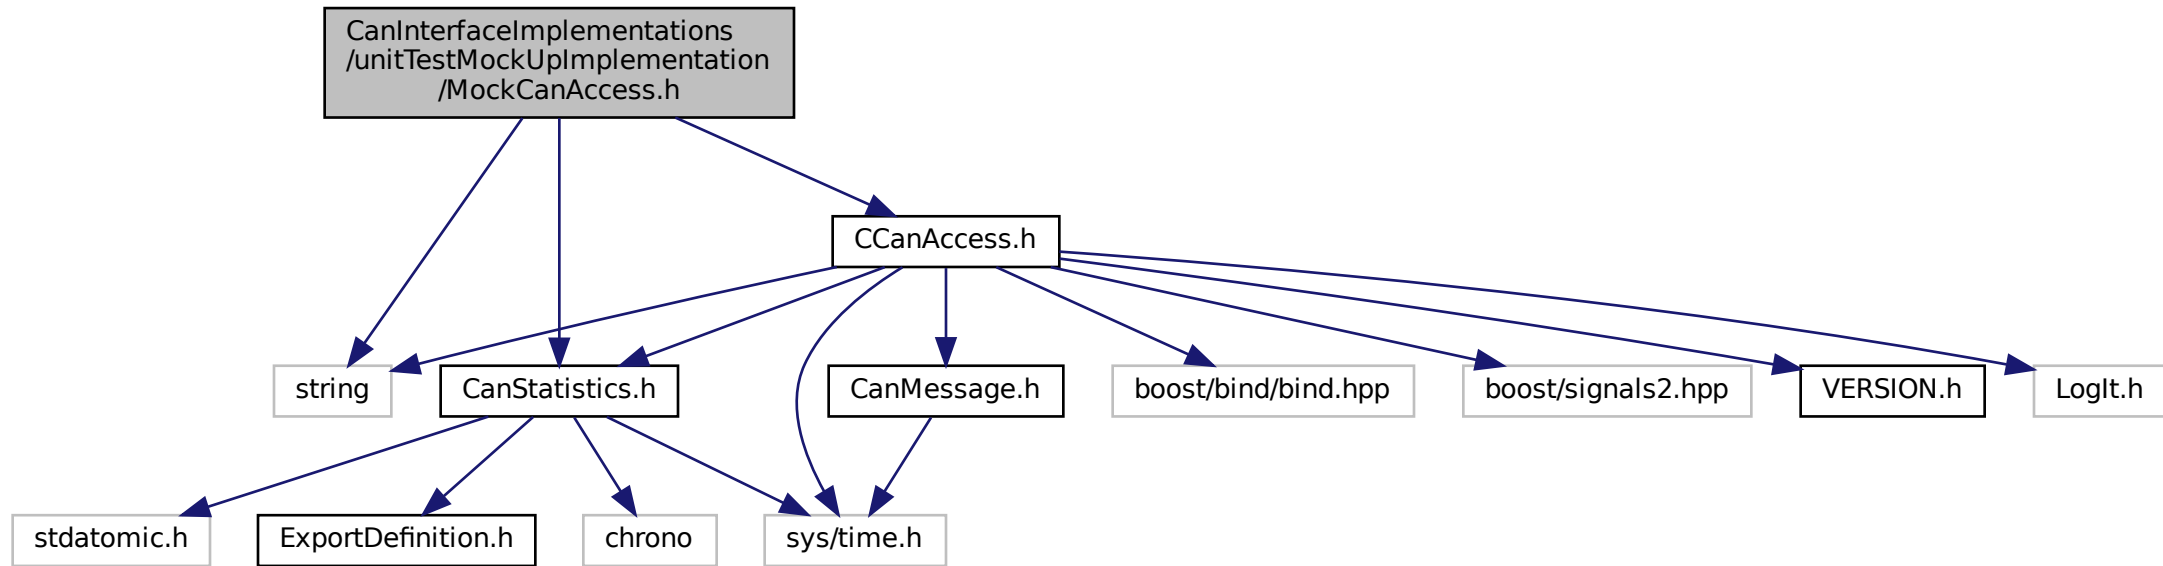 CanInterfaceImplementations
/unitTestMockUpImplementation
/MockCanAccess.h
CCanAccess.h
string
CanStatistics.h
CanMessage.h
boost/bind/bind.hpp
boost/signals2.hpp
VERSION.h
LogIt.h
stdatomic.h
ExportDefinition.h
chrono
sys/time.h